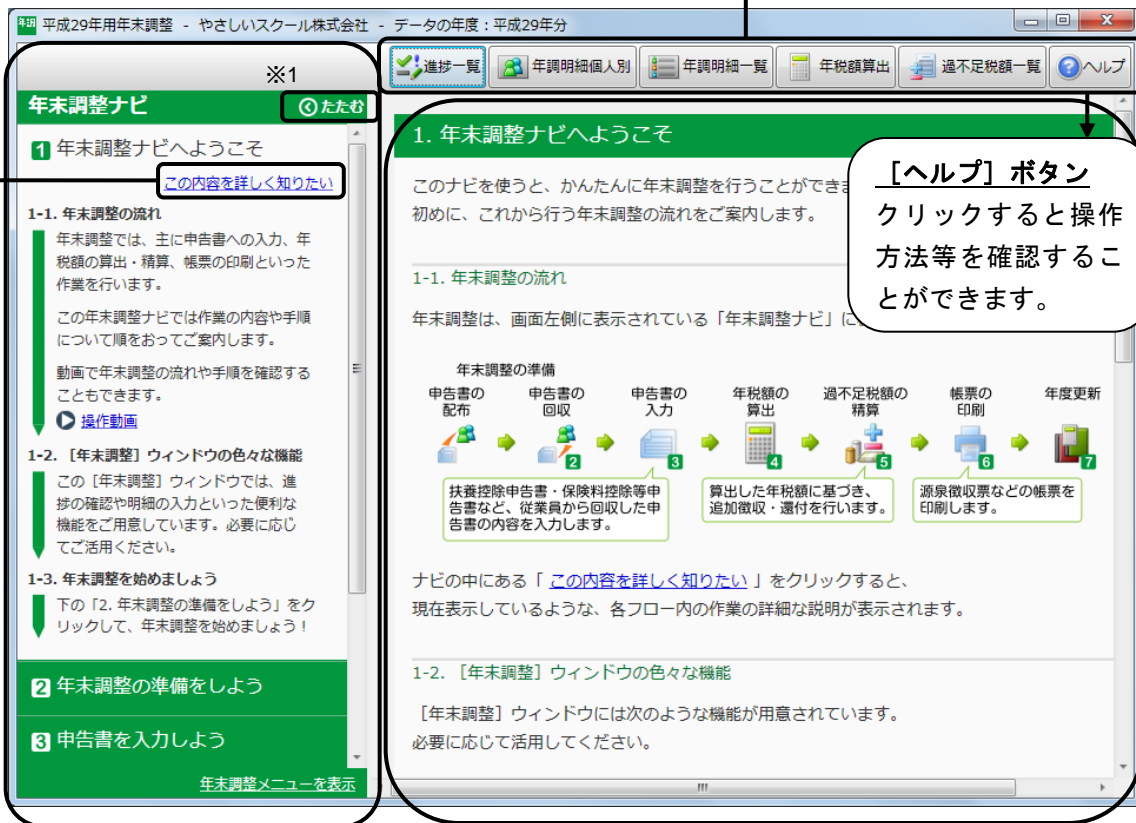 平成29年用年末調整 - やさしいスクール株式会社 - データの年度：平成29年分
進捗一覧 年調明細個人別 年調明細一覧 年税額算出 過不足税額一覧 ヘルプ
※1
年末調整ナビ たたむ
1 年末調整ナビへようこそ
この内容を詳しく知りたい
1-1. 年末調整の流れ
年末調整では、主に申告書への入力、年
税額の算出・精算、帳票の印刷といった
作業を行います。
この年末調整ナビでは作業の内容や手順
について順をおってご案内します。
動画で年末調整の流れや手順を確認する
こともできます。
操作動画
1-2. ［年末調整］ウィンドウの色々な機能
この［年末調整］ウィンドウでは、進
捗の確認や明細の入力といった便利な
機能をご用意しています。必要に応じ
てご活用ください。
1-3. 年末調整を始めましょう
下の「2. 年末調整の準備をしよう」をク
リックして、年末調整を始めましょう！
2 年末調整の準備をしよう
3 申告書を入力しよう
年末調整メニューを表示
1. 年末調整ナビへようこそ
このナビを使うと、かんたんに年末調整を行うことができま
初めに、これから行う年末調整の流れをご案内します。
1-1. 年末調整の流れ
年末調整は、画面左側に表示されている「年末調整ナビ」に
［ヘルプ］ボタン
クリックすると操作
方法等を確認するこ
とができます。
年末調整の準備
申告書の
配布
申告書の
回収
2
申告書の
入力
3
年税額の
算出
4
過不足税額の
精算
5
帳票の
印刷
6
年度更新
7
扶養控除申告書・保険料控除等申
告書など、従業員から回収した申
告書の内容を入力します。
算出した年税額に基づき、
追加徴収・還付を行います。
源泉徴収票などの帳票を
印刷します。
ナビの中にある「 この内容を詳しく知りたい 」をクリックすると、
現在表示しているような、各フロー内の作業の詳細な説明が表示されます。
1-2. ［年末調整］ウィンドウの色々な機能
［年末調整］ウィンドウには次のような機能が用意されています。
必要に応じて活用してください。